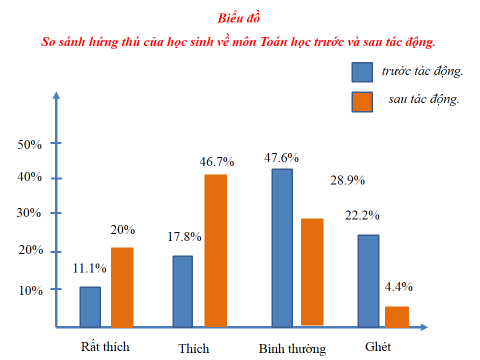 Biểu đồ
So sánh hứng thú của học sinh về môn Toán học trước và sau tác động.
trước tác động.
sau tác động.
50%
40%
30%
20%
10%
11.1%
20%
17.8%
46.7%
47.6%
28.9%
22.2%
4.4%
Rất thích
Thích
Bình thường
Ghét